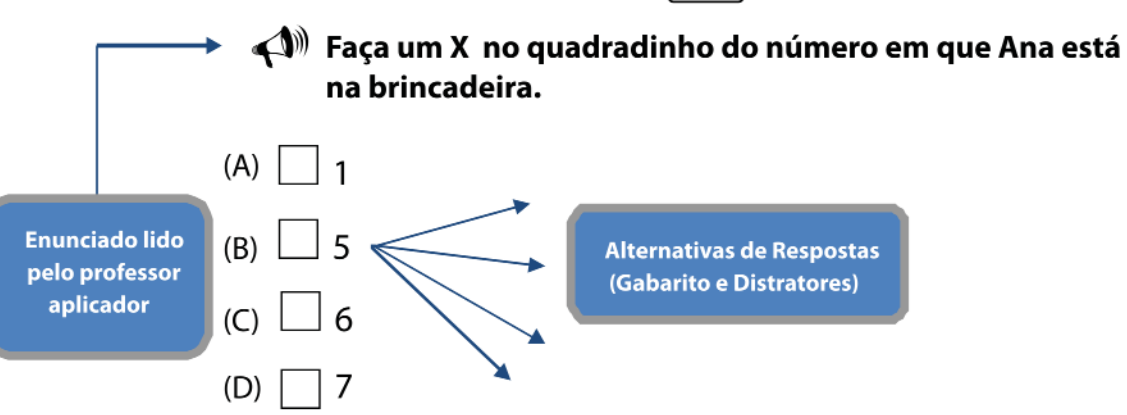 Faça um X no quadradinho do número em que Ana está
na brincadeira.
(A) 1
Enunciado lido
pelo professor
aplicador
(B) 5
(C) 6
(D) 7
Alternativas de Respostas
(Gabarito e Distratores)